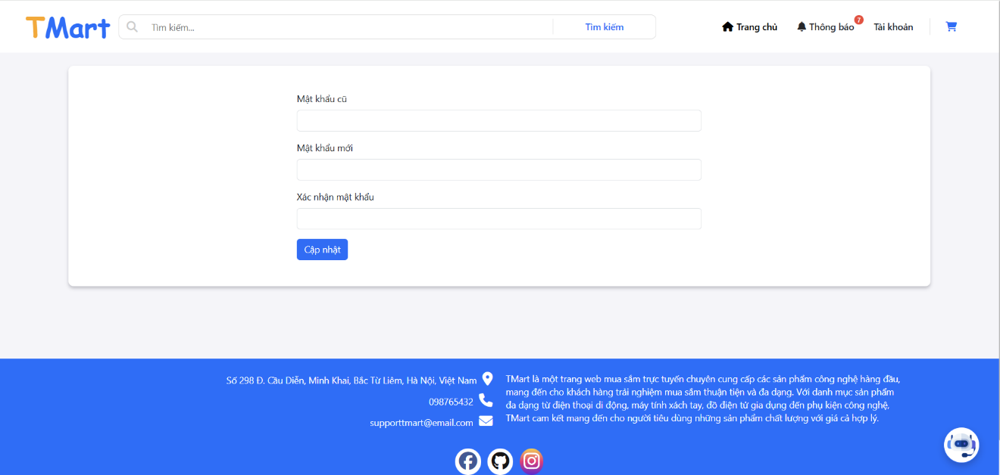 TMart
Tìm kiếm...
Tìm kiếm
Trang chủ
Thông báo
7
Tài khoản
Mật khẩu cũ
Mật khẩu mới
Xác nhận mật khẩu
Cập nhật
Số 298 Đ. Cầu Diễn, Minh Khai, Bắc Từ Liêm, Hà Nội, Việt Nam
098765432
supporttmart@email.com
TMart là một trang web mua sắm trực tuyến chuyên cung cấp các sản phẩm công nghệ hàng đầu,
mang đến cho khách hàng trải nghiệm mua sắm thuận tiện và đa dạng. Với danh mục sản phẩm
đa dạng từ điện thoại di động, máy tính xách tay, đồ điện tử gia dụng đến phụ kiện công nghệ,
TMart cam kết mang đến cho người tiêu dùng những sản phẩm chất lượng với giá cả hợp lý.